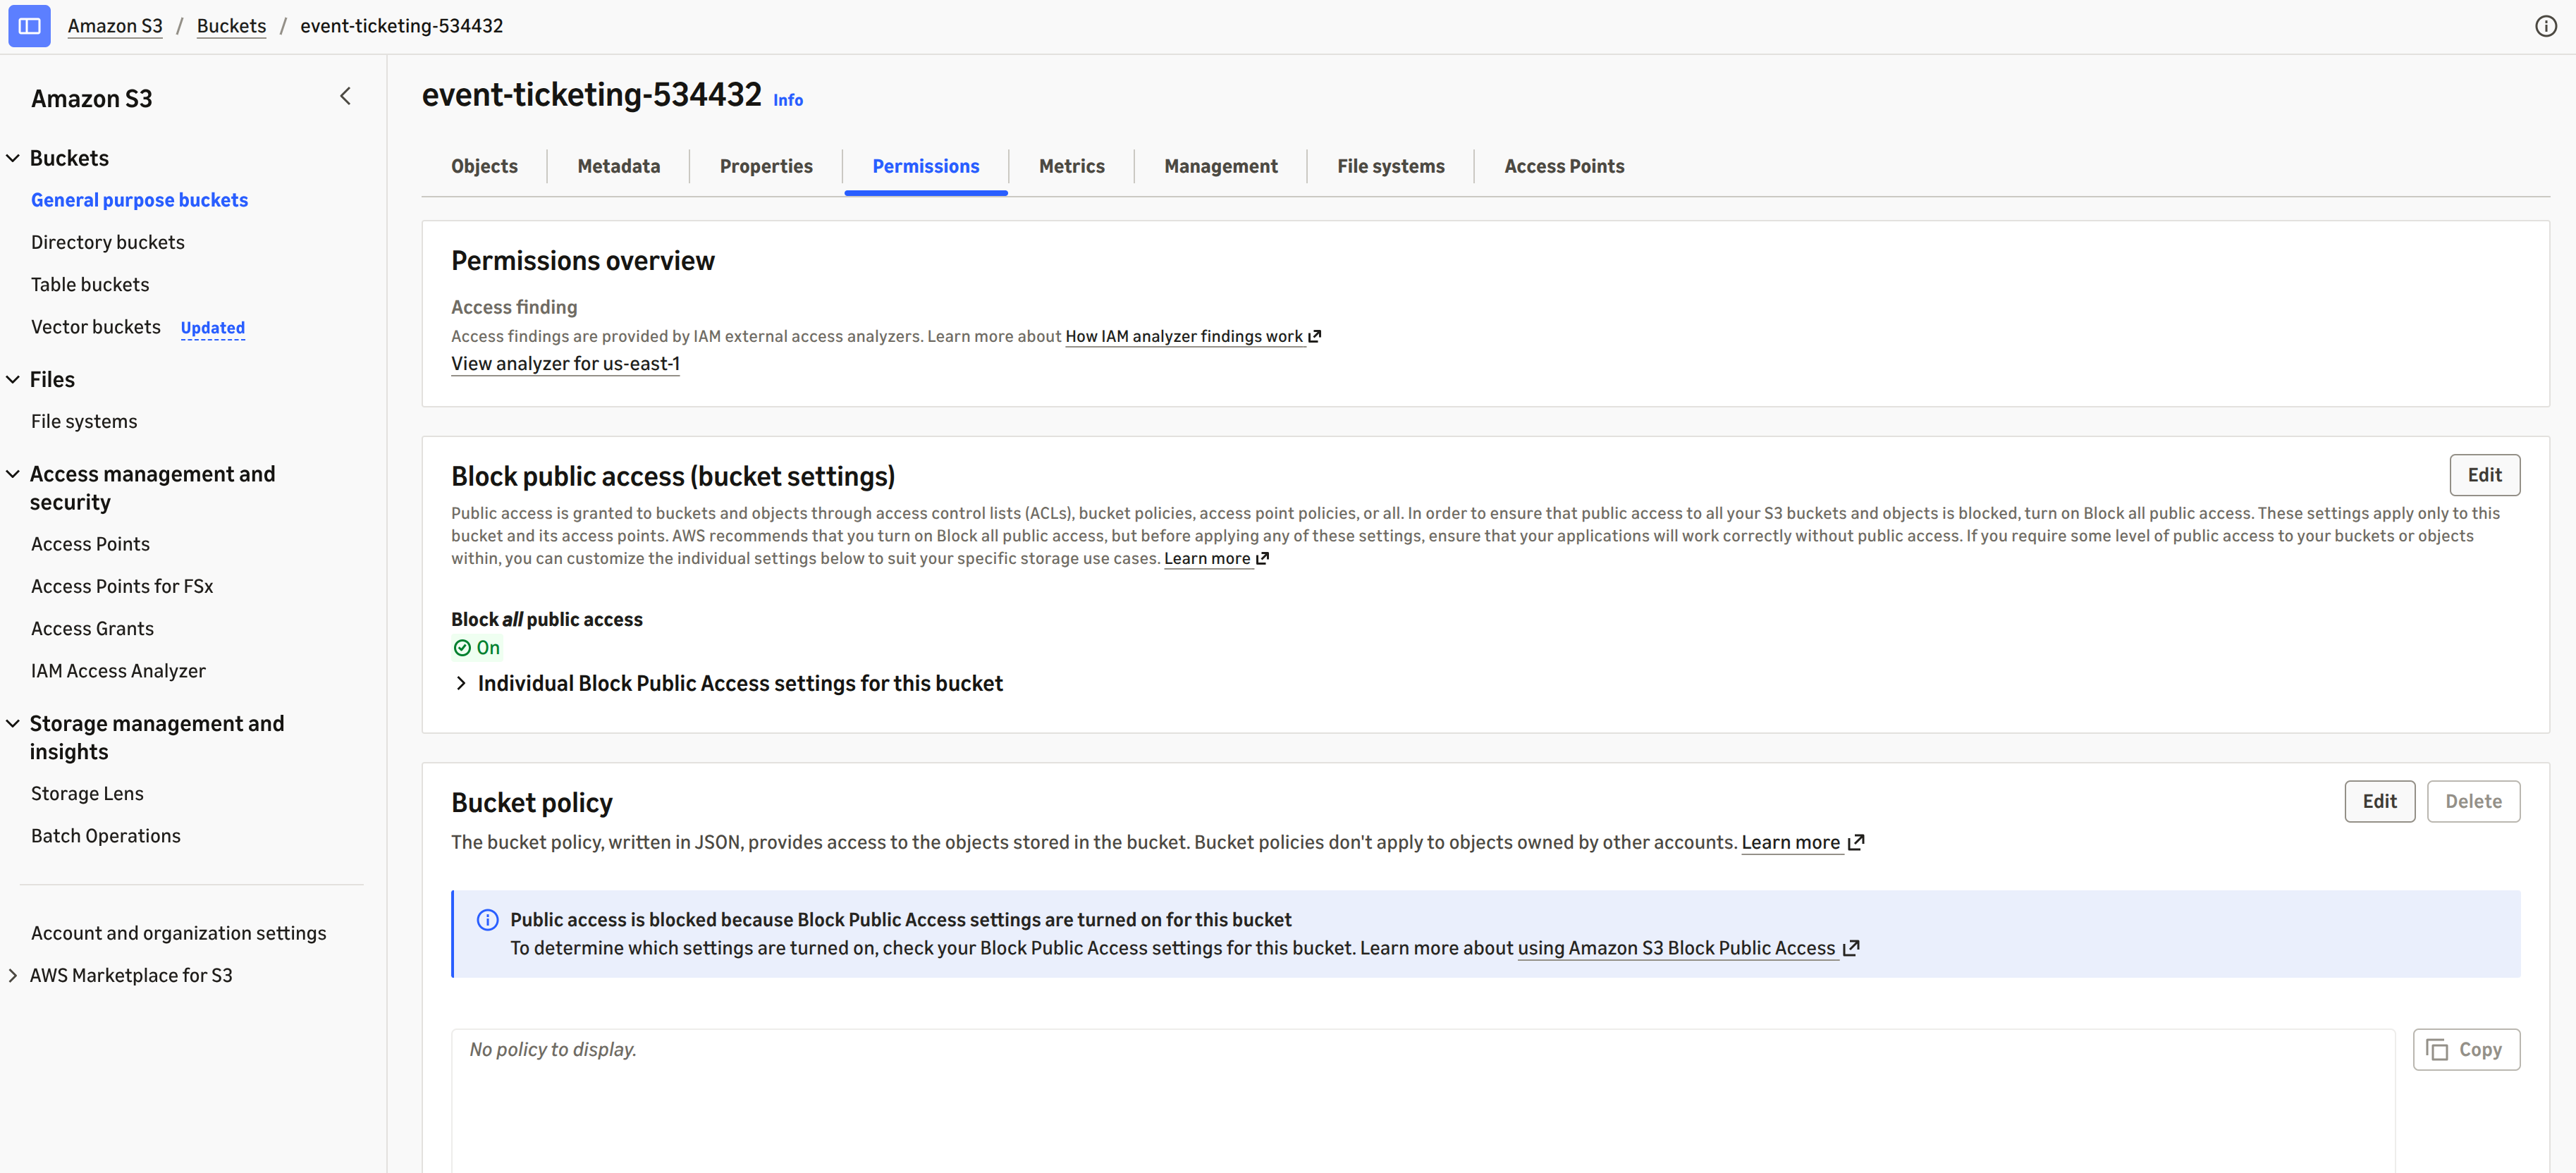 Amazon S3 / Buckets / event-ticketing-534432
Amazon S3
Buckets
General purpose buckets
Directory buckets
Table buckets
Vector buckets Updated
Files
File systems
Access management and
security
Access Points
Access Points for FSx
Access Grants
IAM Access Analyzer
Storage management and
insights
Storage Lens
Batch Operations
Account and organization settings
AWS Marketplace for S3
event-ticketing-534432 Info
Objects Metadata Properties Permissions Metrics Management File systems Access Points
Permissions overview
Access finding
Access findings are provided by IAM external access analyzers. Learn more about How IAM analyzer findings work
View analyzer for us-east-1
Block public access (bucket settings)
Edit
Public access is granted to buckets and objects through access control lists (ACLs), bucket policies, access point policies, or all. In order to ensure that public access to all your S3 buckets and objects is blocked, turn on Block all public access. These settings apply only to this
bucket and its access points. AWS recommends that you turn on Block all public access, but before applying any of these settings, ensure that your applications will work correctly without public access. If you require some level of public access to your buckets or objects
within, you can customize the individual settings below to suit your specific storage use cases. Learn more
Block all public access
On
Individual Block Public Access settings for this bucket
Bucket policy
Edit Delete
The bucket policy, written in JSON, provides access to the objects stored in the bucket. Bucket policies don't apply to objects owned by other accounts. Learn more
Public access is blocked because Block Public Access settings are turned on for this bucket
To determine which settings are turned on, check your Block Public Access settings for this bucket. Learn more about using Amazon S3 Block Public Access
No policy to display.
Copy